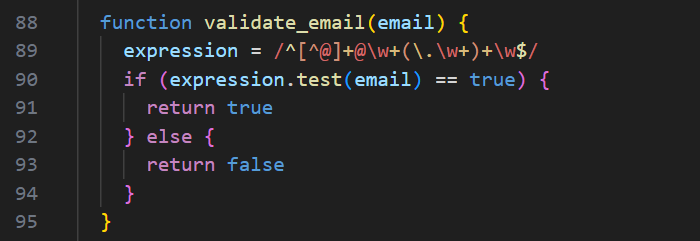 88 function validate_email(email) {
89 expression = /^[^@]+@\w+(\.\w+)+\w$/
90 if (expression.test(email) == true) {
91 return true
92 } else {
93 return false
94 }
95 }